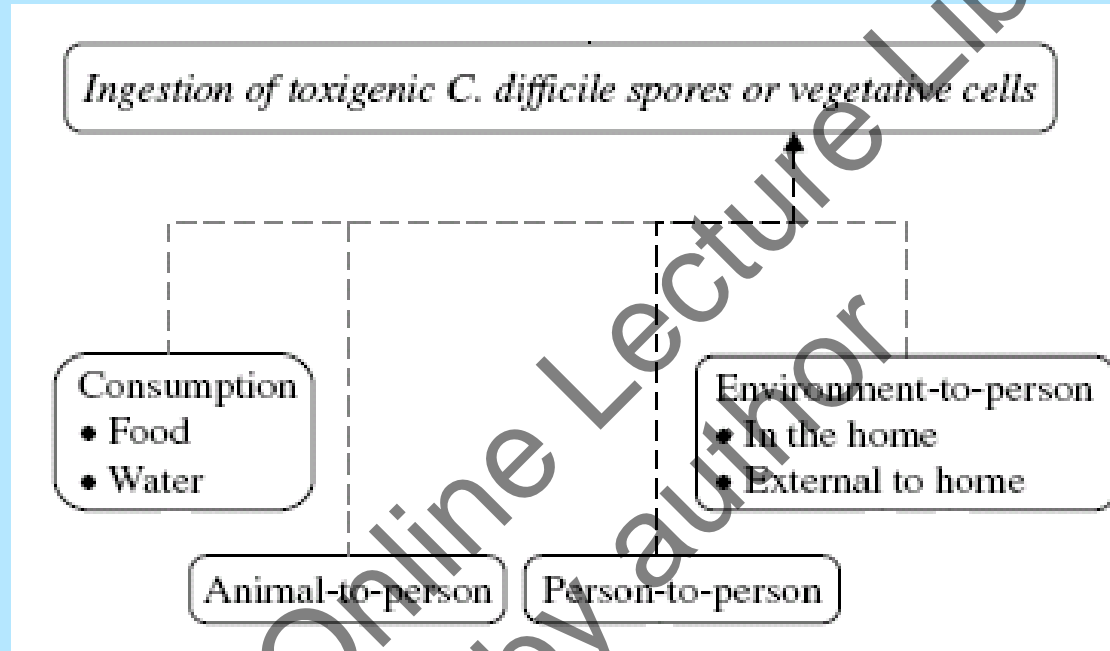 Ingestion of toxigenic C. difficile spores or vegetative cells
Consumption
• Food
• Water
Environment-to-person
• In the home
• External to home
Animal-to-person
Person-to-person
Online Lecture
by author